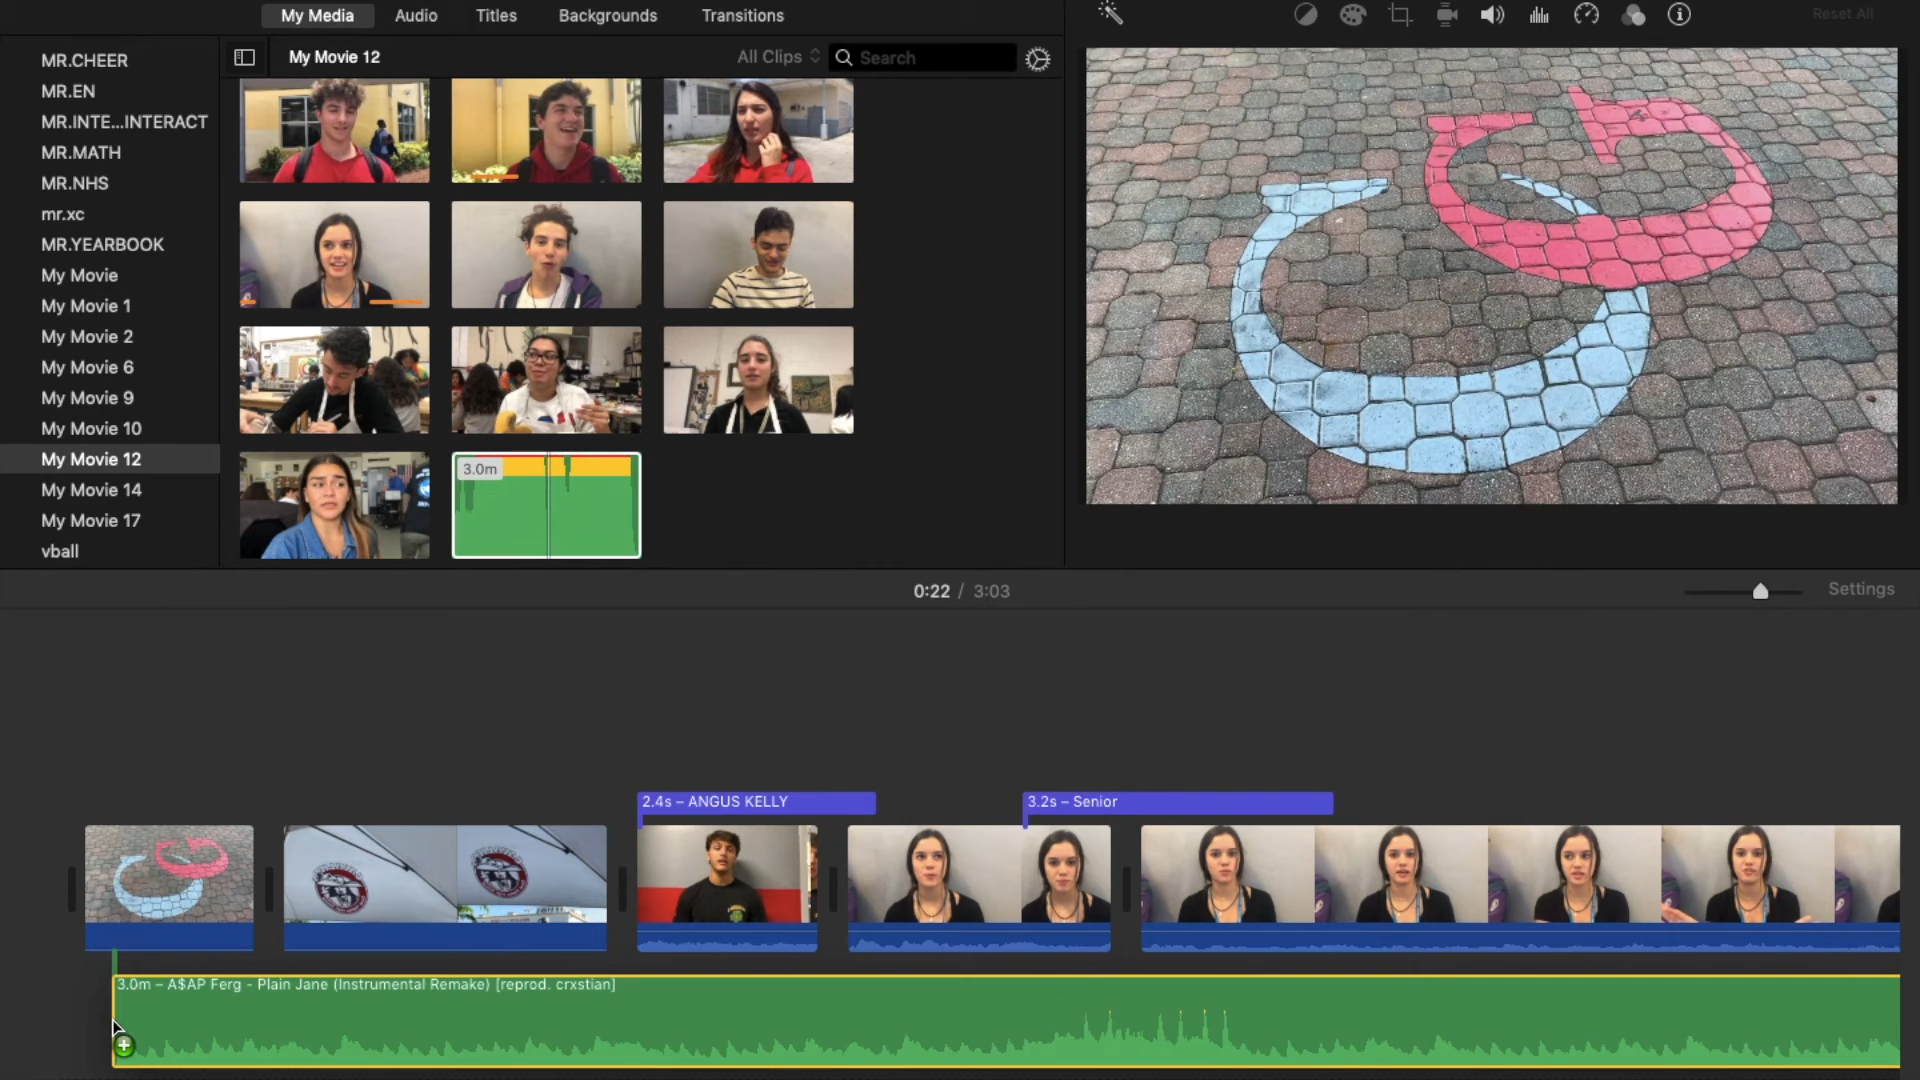 My Media
Audio
Titles
Backgrounds
Transitions
Reset All
My Movie 12
All Clips
Search
MR.CHEER
MR.EN
MR.INTE...INTERACT
MR.MATH
MR.NHS
mr.xc
MR.YEARBOOK
My Movie
My Movie 1
My Movie 2
My Movie 6
My Movie 9
My Movie 10
My Movie 12
My Movie 14
My Movie 17
vball
3.0m
0:22 / 3:03
Settings
2.4s – ANGUS KELLY
3.2s – Senior
3.0m – A$AP Ferg - Plain Jane (Instrumental Remake) [reprod. crxstian]